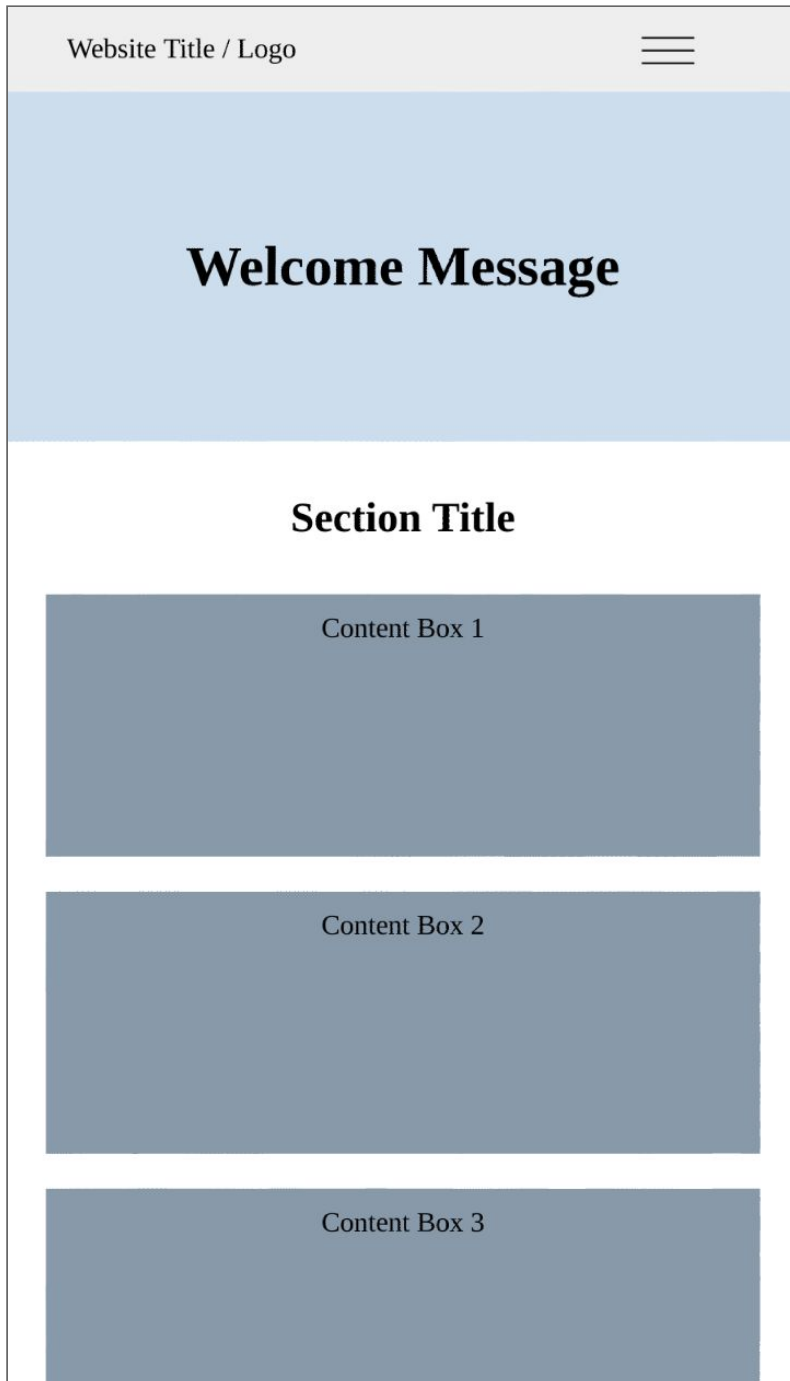 Website Title / Logo
Welcome Message
Section Title
Content Box 1
Content Box 2
Content Box 3